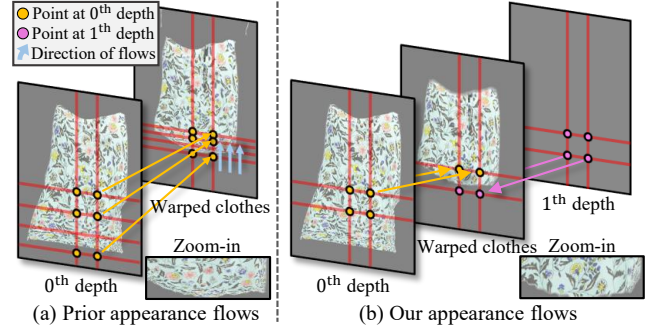 Point at 0th depth
Point at 1th depth
Direction of flows
Warped clothes
Zoom-in
0th depth
(a) Prior appearance flows
1th depth
Warped clothes
Zoom-in
0th depth
(b) Our appearance flows